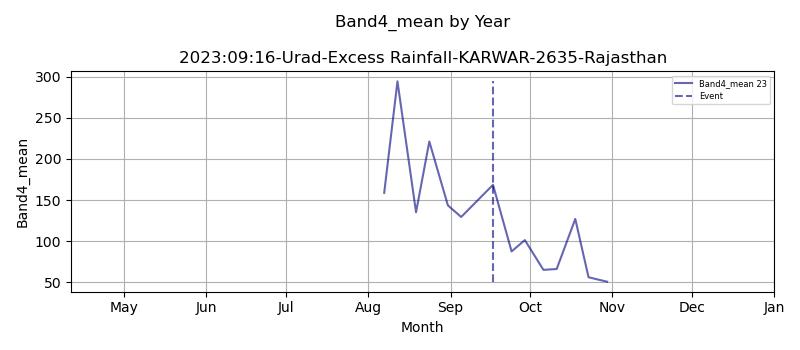 Band4_mean by Year
2023:09:16-Urad-Excess Rainfall-KARWAR-2635-Rajasthan
300
250
200
150
100
50
Band4_mean
Band4_mean 23
Event
May Jun Jul Aug Sep Oct Nov Dec Jan
Month